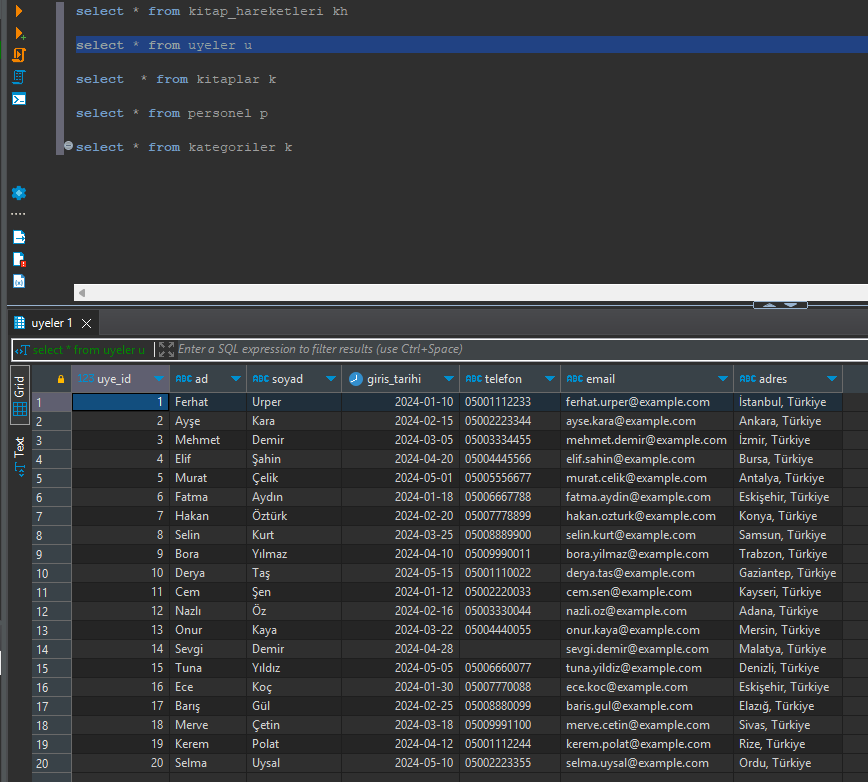 select * from kitap_hareketleri kh
select * from uyeler u
select  * from kitaplar k
select * from personel p
select * from kategoriler k
uyeler 1
select * from uyeler u Enter a SQL expression to filter results (use Ctrl+Space)
Grid
Text
123 uye_id ABC ad ABC soyad giris_tarihi ABC telefon ABC email ABC adres
1 1 Ferhat Urper 2024-01-10 05001112233 ferhat.urper@example.com İstanbul, Türkiye
2 2 Ayşe Kara 2024-02-15 05002223344 ayse.kara@example.com Ankara, Türkiye
3 3 Mehmet Demir 2024-03-05 05003334455 mehmet.demir@example.com İzmir, Türkiye
4 4 Elif Şahin 2024-04-20 05004445566 elif.sahin@example.com Bursa, Türkiye
5 5 Murat Çelik 2024-05-01 05005556677 murat.celik@example.com Antalya, Türkiye
6 6 Fatma Aydın 2024-01-18 05006667788 fatma.aydin@example.com Eskişehir, Türkiye
7 7 Hakan Öztürk 2024-02-20 05007778899 hakan.ozturk@example.com Konya, Türkiye
8 8 Selin Kurt 2024-03-25 05008889900 selin.kurt@example.com Samsun, Türkiye
9 9 Bora Yılmaz 2024-04-10 05009990011 bora.yilmaz@example.com Trabzon, Türkiye
10 10 Derya Taş 2024-05-15 05001110022 derya.tas@example.com Gaziantep, Türkiye
11 11 Cem Şen 2024-01-12 05002220033 cem.sen@example.com Kayseri, Türkiye
12 12 Nazlı Öz 2024-02-16 05003330044 nazli.oz@example.com Adana, Türkiye
13 13 Onur Kaya 2024-03-22 05004440055 onur.kaya@example.com Mersin, Türkiye
14 14 Sevgi Demir 2024-04-28 sevgi.demir@example.com Malatya, Türkiye
15 15 Tuna Yıldız 2024-05-05 05006660077 tuna.yildiz@example.com Denizli, Türkiye
16 16 Ece Koç 2024-01-30 05007770088 ece.koc@example.com Eskişehir, Türkiye
17 17 Barış Gül 2024-02-25 05008880099 baris.gul@example.com Elazığ, Türkiye
18 18 Merve Çetin 2024-03-18 05009991100 merve.cetin@example.com Sivas, Türkiye
19 19 Kerem Polat 2024-04-12 05001112244 kerem.polat@example.com Rize, Türkiye
20 20 Selma Uysal 2024-05-10 05002223355 selma.uysal@example.com Ordu, Türkiye